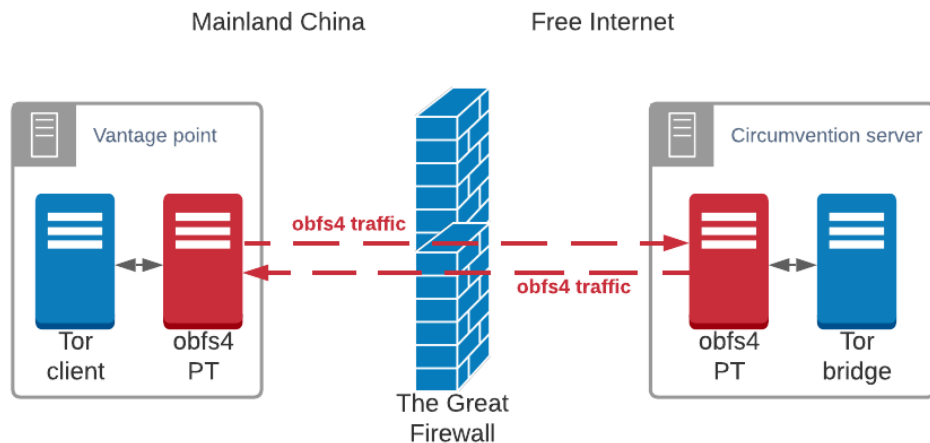 Mainland China
Free Internet
Vantage point
Circumvention server
obfs4 traffic
obfs4 traffic
Tor
client
obfs4
PT
obfs4
PT
Tor
bridge
The Great
Firewall